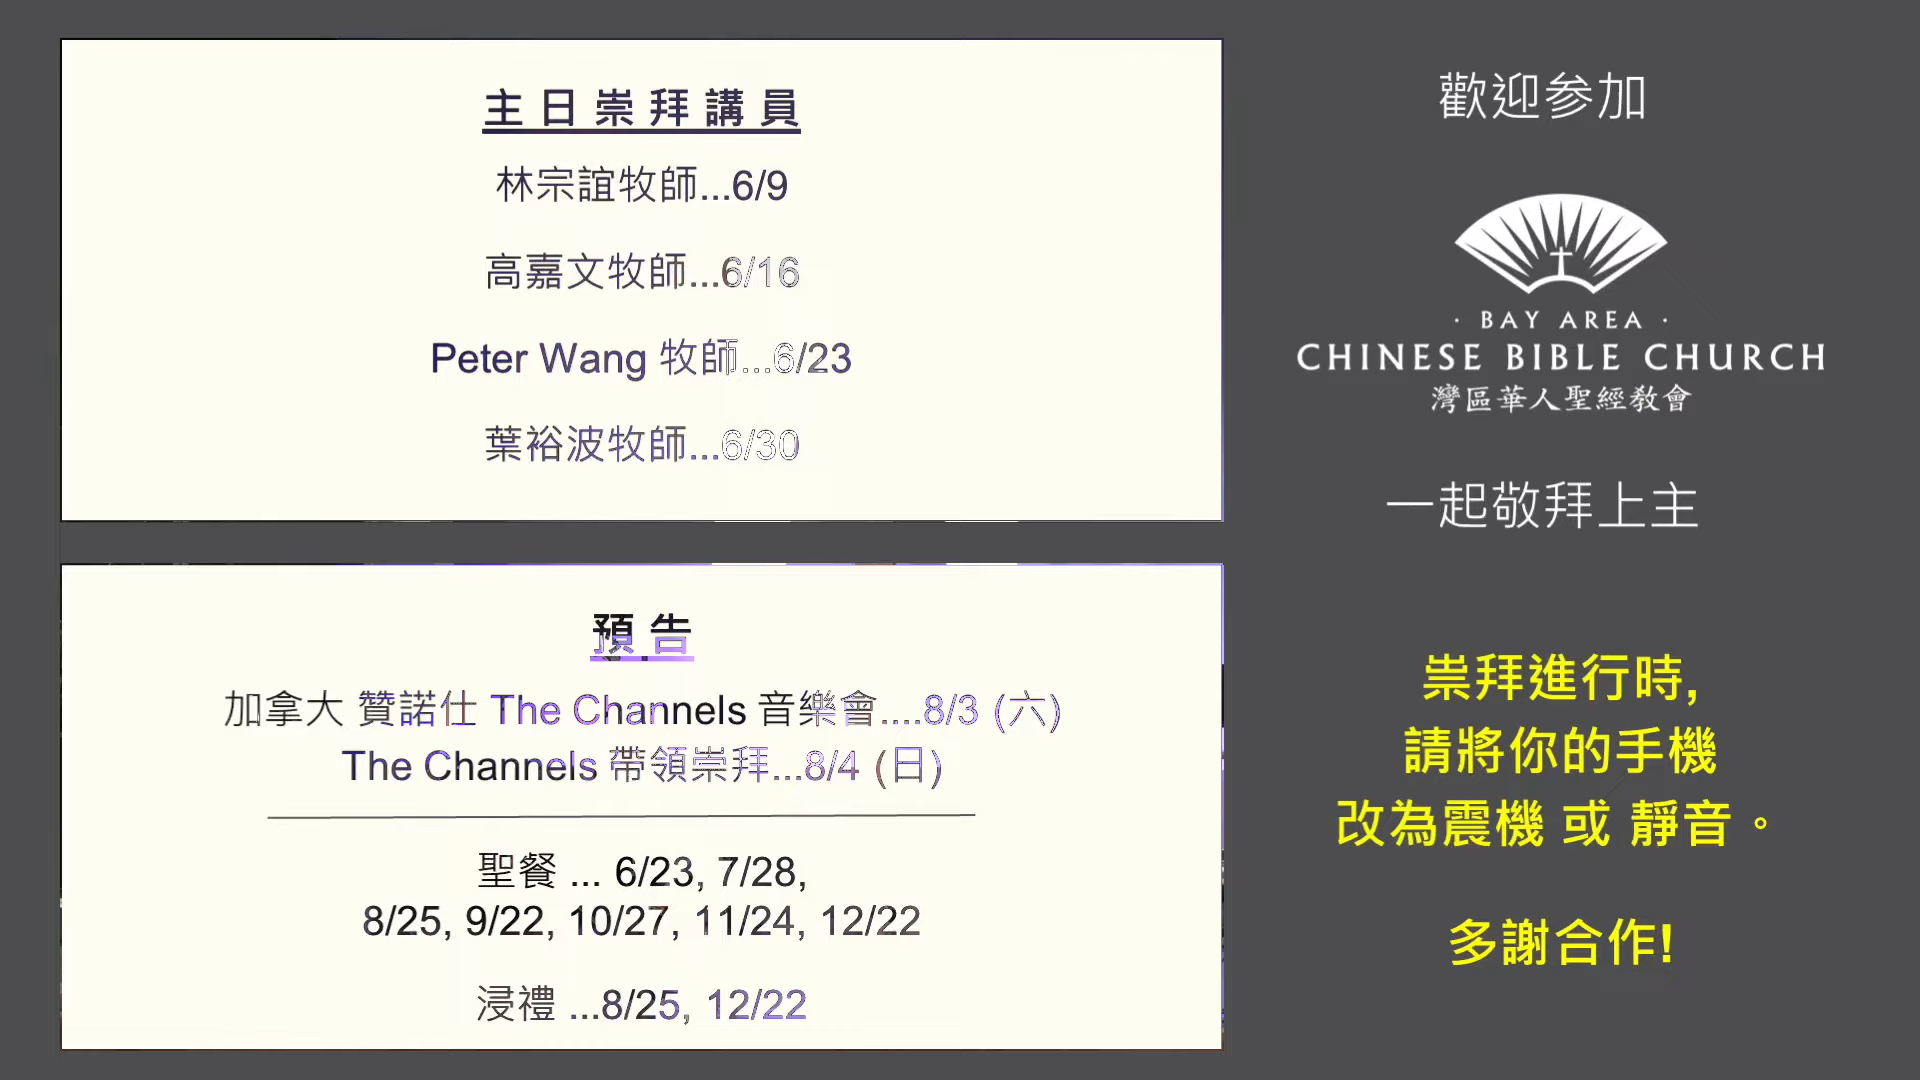 主日崇拜講員
林宗誼牧師...6/9
高嘉文牧師...6/16
Peter Wang 牧師...6/23
葉裕波牧師...6/30
預告
加拿大 贊諾仕 The Channels 音樂會....8/3 (六)
The Channels 帶領崇拜...8/4 (日)
聖餐 ... 6/23, 7/28,
8/25, 9/22, 10/27, 11/24, 12/22
浸禮 ...8/25, 12/22
歡迎參加
· BAY AREA ·
CHINESE BIBLE CHURCH
灣區華人聖經教會
一起敬拜上主
崇拜進行時,
請將你的手機
改為震機 或 靜音。
多謝合作!